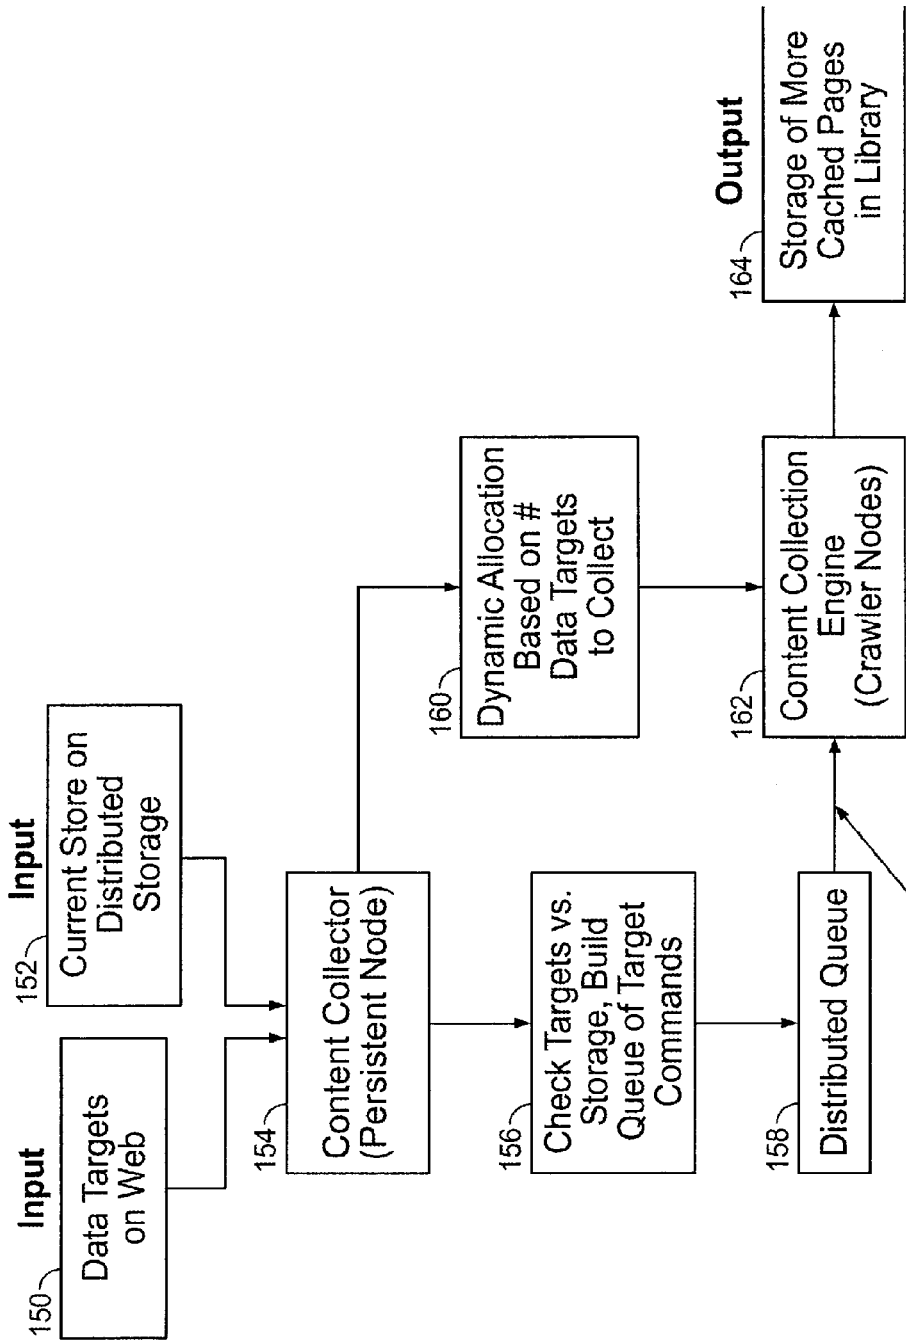 Input
150
Data Targets
on Web
Input
152
Current Store on
Distributed
Storage
154
Content Collector
(Persistent Node)
156
Check Targets vs.
Storage, Build
Queue of Target
Commands
158
Distributed Queue
160
Dynamic Allocation
Based on #
Data Targets
to Collect
162
Content Collection
Engine
(Crawler Nodes)
Output
164
Storage of More
Cached Pages
in Library